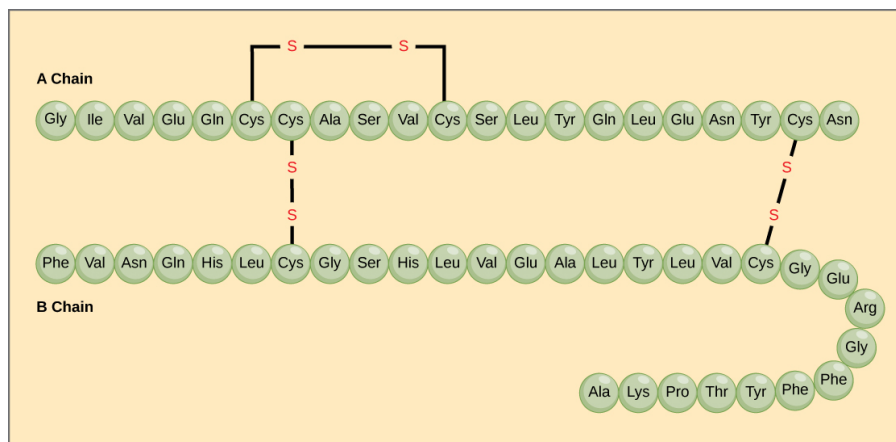 S S
A Chain
Gly Ile Val Glu Gln Cys Cys Ala Ser Val Cys Ser Leu Tyr Gln Leu Glu Asn Tyr Cys Asn
S S
S S
Phe Val Asn Gln His Leu Cys Gly Ser His Leu Val Glu Ala Leu Tyr Leu Val Cys Gly Glu
B Chain
Arg
Gly
Ala Lys Pro Thr Tyr Phe Phe